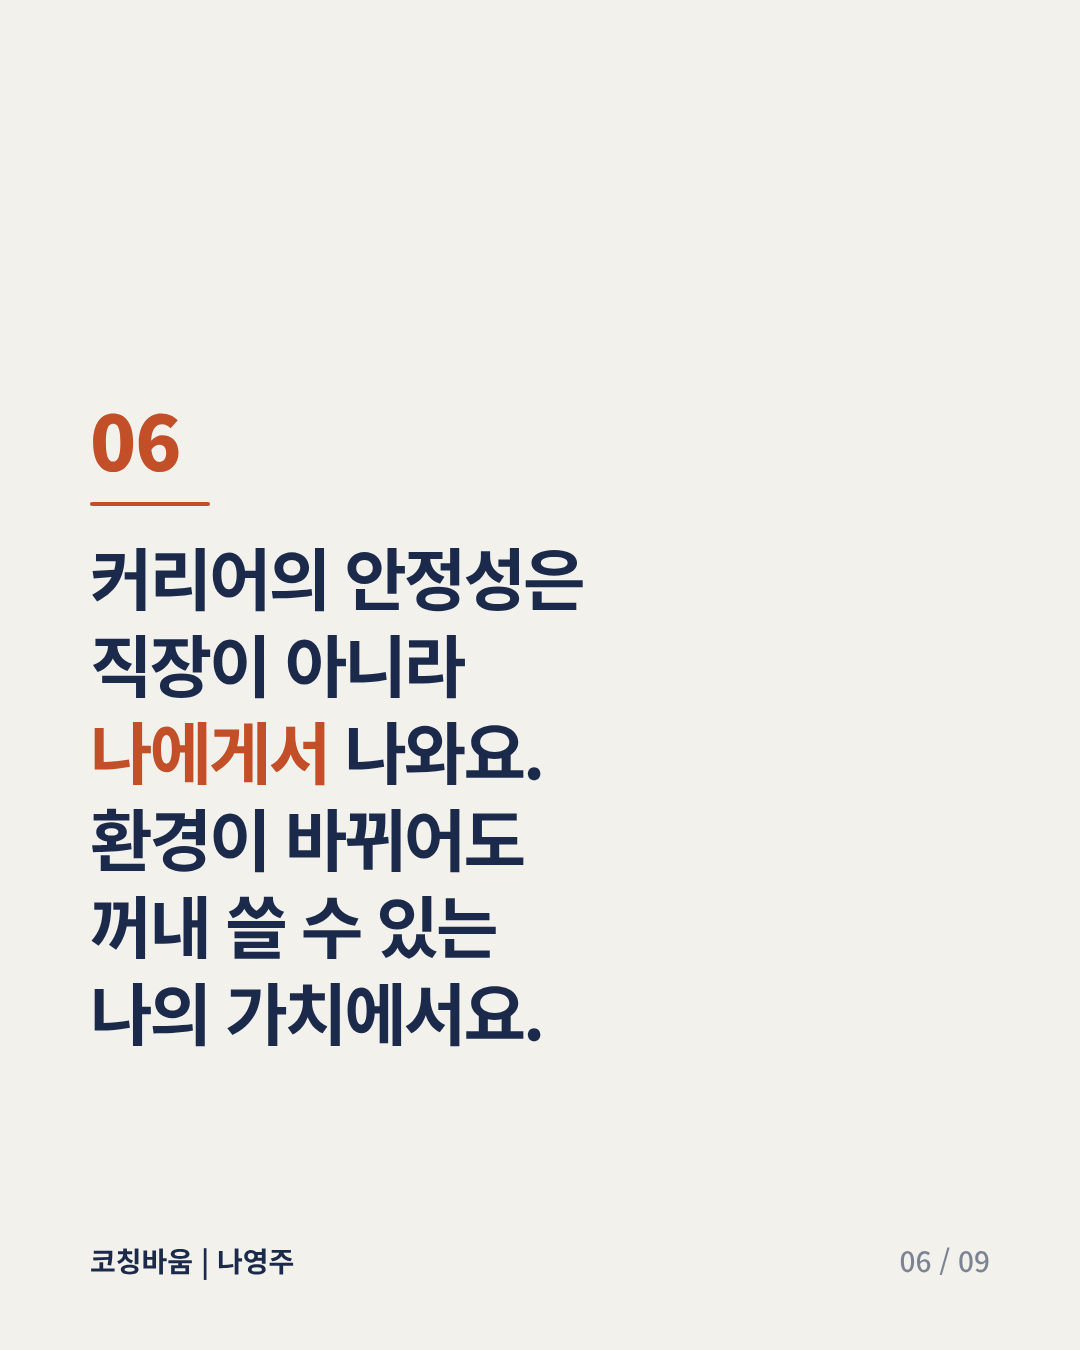 06
커리어의 안정성은
직장이 아니라
나에게서 나와요.
환경이 바뀌어도
꺼내 쓸 수 있는
나의 가치에서요.
코칭바움 | 나영주
06 / 09